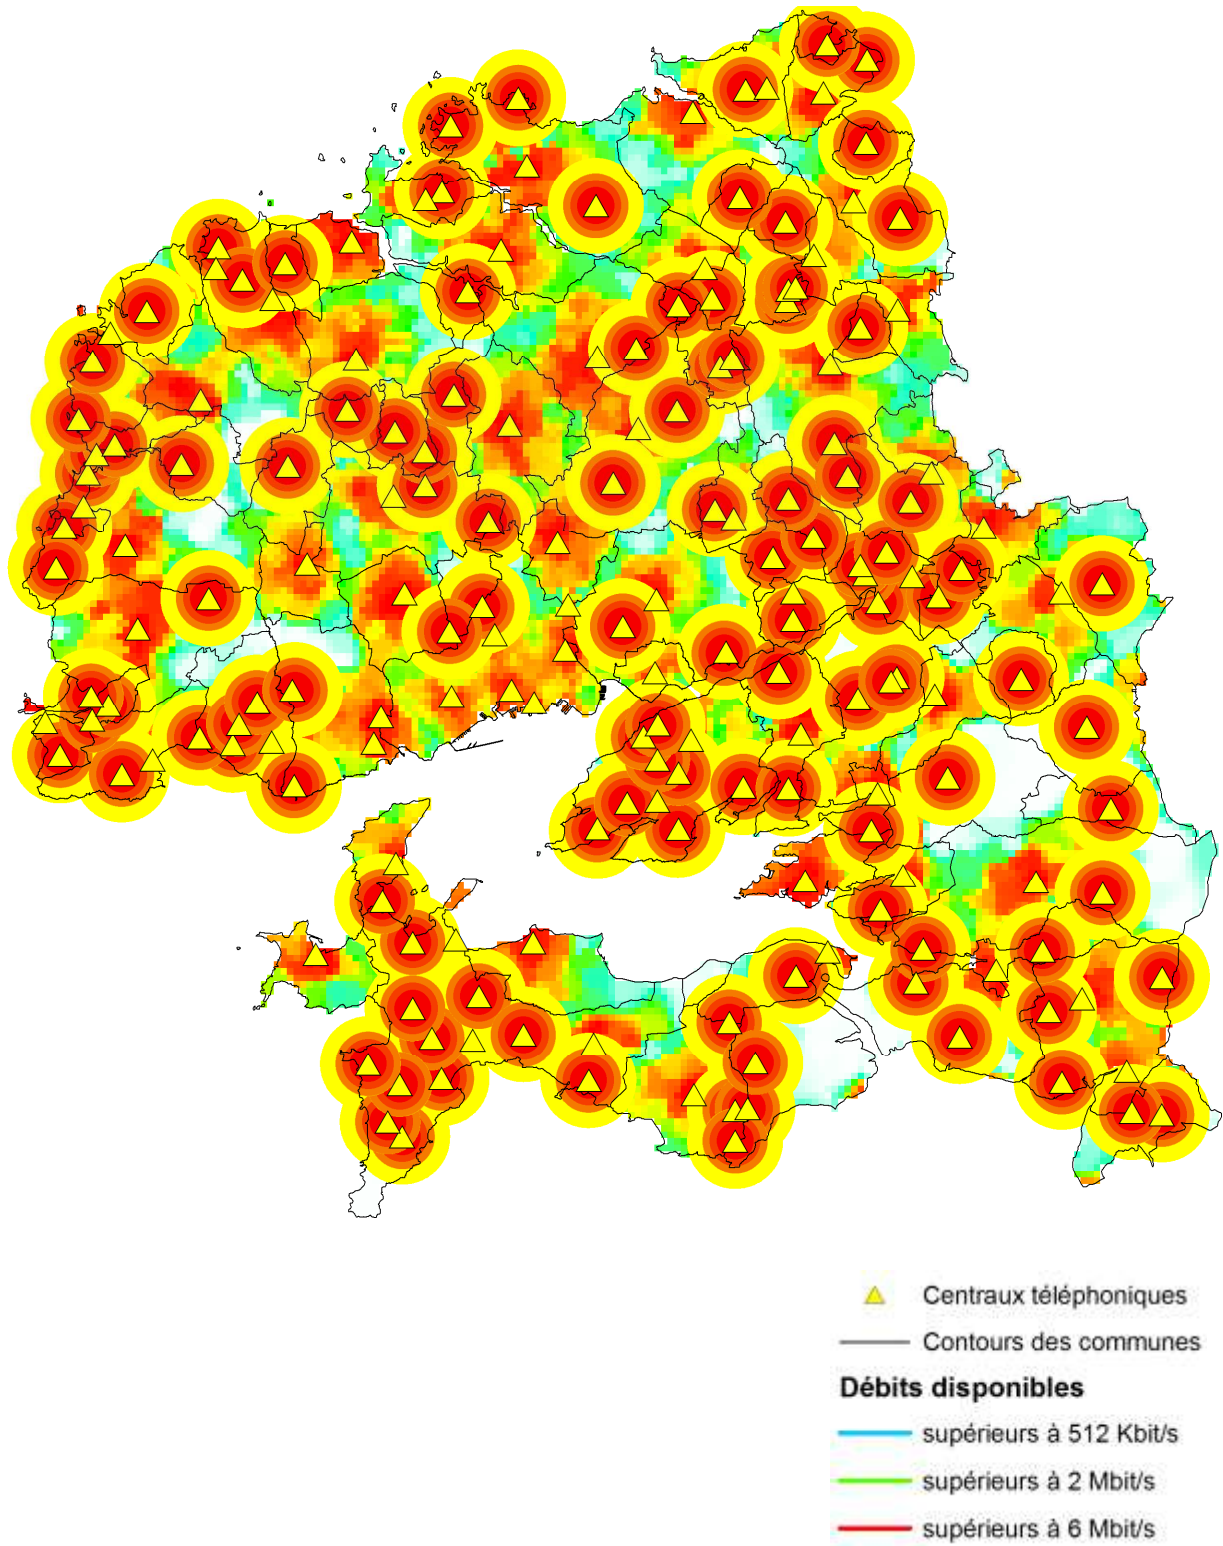 Centraux téléphoniques
Contours des communes
Débits disponibles
supérieurs à 512 Kbit/s
supérieurs à 2 Mbit/s
supérieurs à 6 Mbit/s